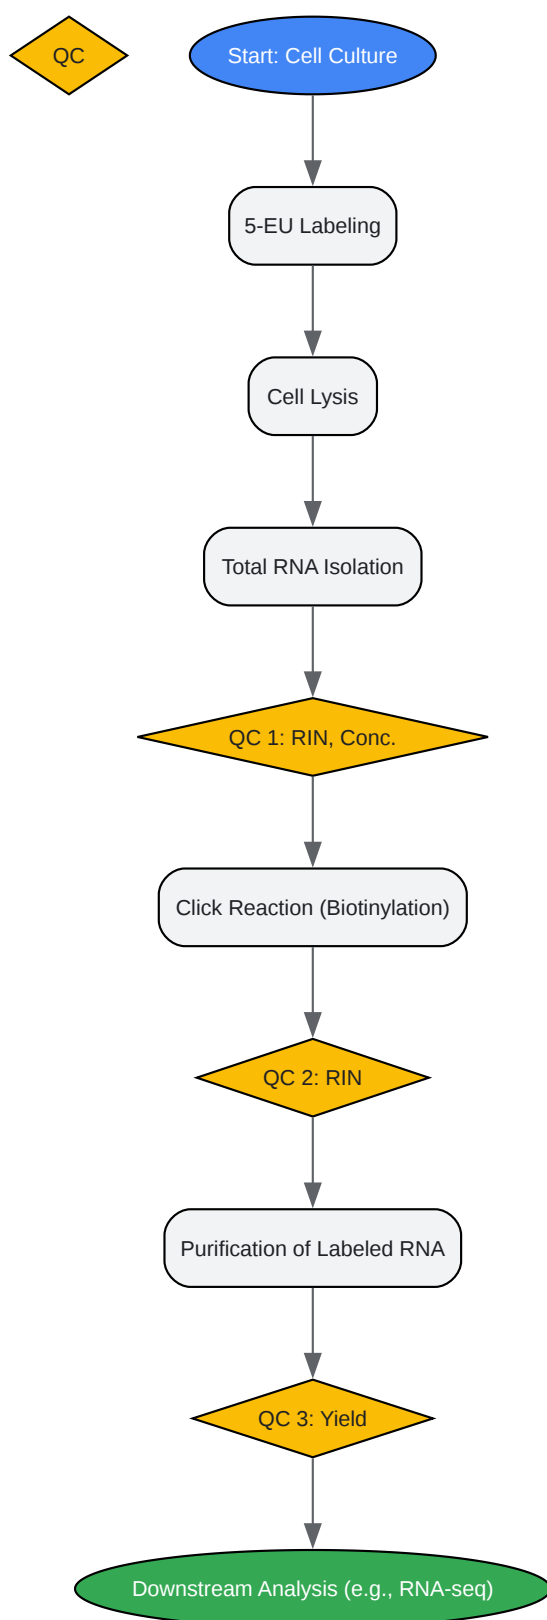 QC
Start: Cell Culture
5-EU Labeling
Cell Lysis
Total RNA Isolation
QC 1: RIN, Conc.
Click Reaction (Biotinylation)
QC 2: RIN
Purification of Labeled RNA
QC 3: Yield
Downstream Analysis (e.g., RNA-seq)